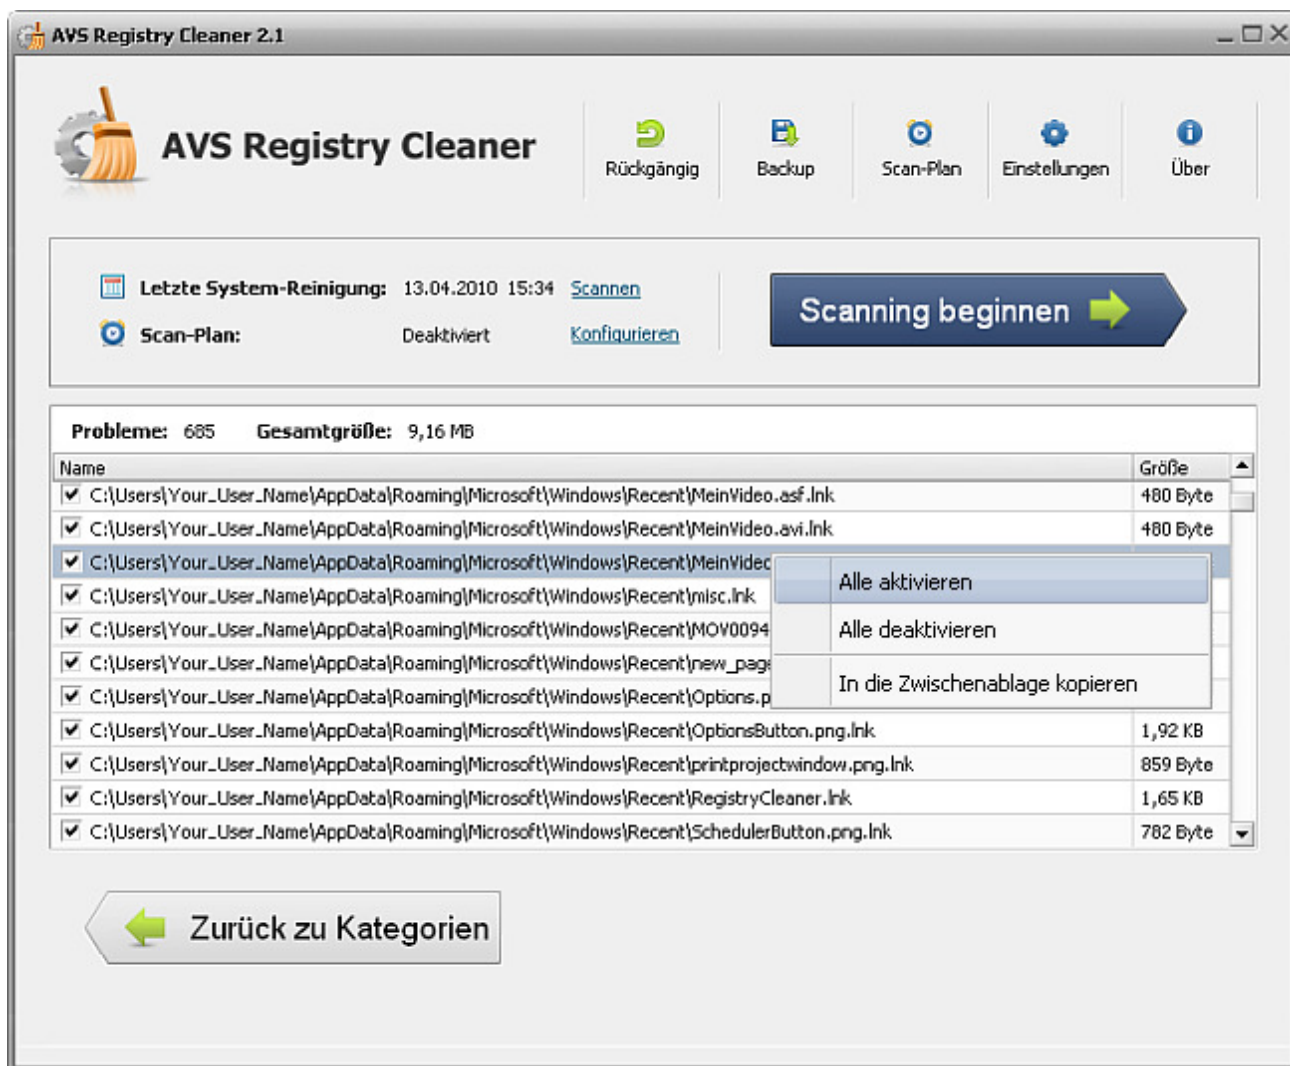 AVS Registry Cleaner 2.1
AVS Registry Cleaner
Rückgängig Backup Scan-Plan Einstellungen Über
Letzte System-Reinigung: 13.04.2010 15:34 Scannen
Scan-Plan: Deaktiviert Konfigurieren
Scanning beginnen
Probleme: 685 Gesamtgröße: 9,16 MB
Name Größe
C:\Users\Your_User_Name\AppData\Roaming\Microsoft\Windows\Recent\MeinVideo.asf.lnk 480 Byte
C:\Users\Your_User_Name\AppData\Roaming\Microsoft\Windows\Recent\MeinVideo.avi.lnk 480 Byte
C:\Users\Your_User_Name\AppData\Roaming\Microsoft\Windows\Recent\MeinVideo
Alle aktivieren
C:\Users\Your_User_Name\AppData\Roaming\Microsoft\Windows\Recent\misc.lnk
C:\Users\Your_User_Name\AppData\Roaming\Microsoft\Windows\Recent\MOV0094
Alle deaktivieren
C:\Users\Your_User_Name\AppData\Roaming\Microsoft\Windows\Recent\new_page
C:\Users\Your_User_Name\AppData\Roaming\Microsoft\Windows\Recent\Options.p
In die Zwischenablage kopieren
C:\Users\Your_User_Name\AppData\Roaming\Microsoft\Windows\Recent\OptionsButton.png.lnk 1,92 KB
C:\Users\Your_User_Name\AppData\Roaming\Microsoft\Windows\Recent\printprojectwindow.png.lnk 859 Byte
C:\Users\Your_User_Name\AppData\Roaming\Microsoft\Windows\Recent\RegistryCleaner.lnk 1,65 KB
C:\Users\Your_User_Name\AppData\Roaming\Microsoft\Windows\Recent\SchedulerButton.png.lnk 782 Byte
Zurück zu Kategorien